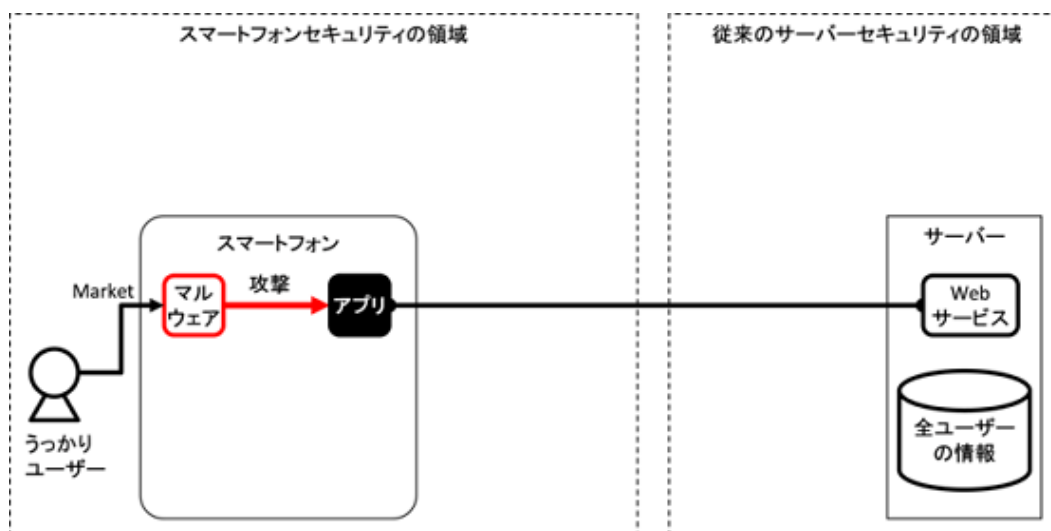 スマートフォンセキュリティの領域
従来のサーバーセキュリティの領域
スマートフォン
サーバー
Market
マル
ウェア
攻撃
アプリ
Web
サービス
うっかり
ユーザー
全ユーザー
の情報